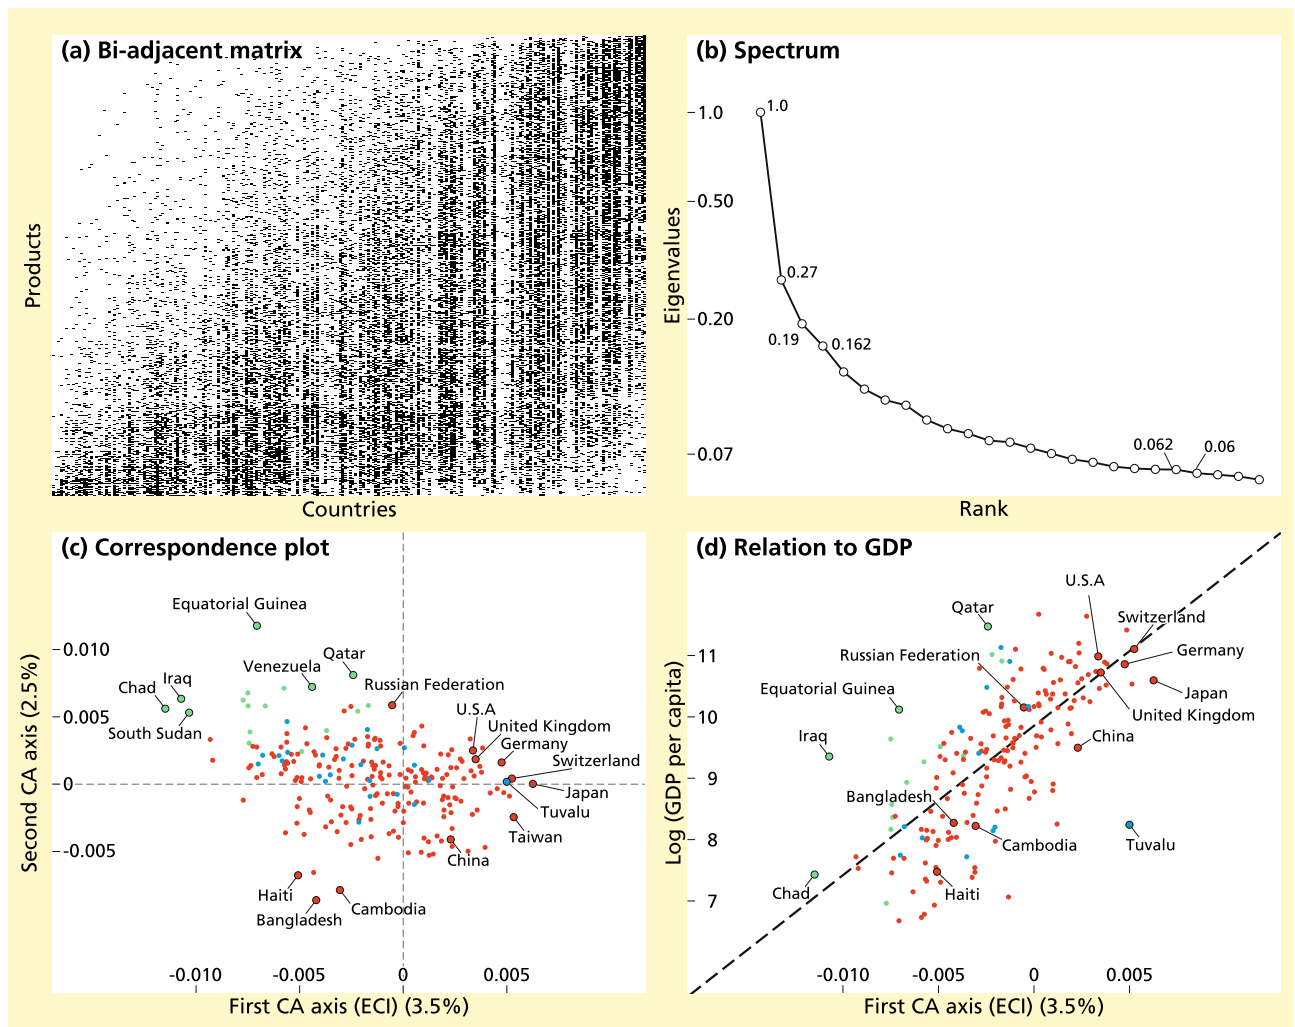 (a) Bi-adjacent matrix
Products
Countries
(b) Spectrum
Eigenvalues
1.0
0.50
0.20
0.07
1.0
0.27
0.19
0.162
0.062
0.06
Rank
(c) Correspondence plot
Second CA axis (2.5%)
0.010
0.005
0
-0.005
Equatorial Guinea
Qatar
Venezuela
Iraq
Chad
South Sudan
Russian Federation
U.S.A
United Kingdom
Germany
Switzerland
Japan
Tuvalu
Taiwan
China
Haiti
Bangladesh
Cambodia
-0.010
-0.005
0
0.005
First CA axis (ECI) (3.5%)
(d) Relation to GDP
Log (GDP per capita)
11
10
9
8
7
U.S.A
Qatar
Switzerland
Russian Federation
Germany
Equatorial Guinea
Japan
United Kingdom
Iraq
China
Bangladesh
Cambodia
Tuvalu
Chad
Haiti
-0.010
-0.005
0
0.005
First CA axis (ECI) (3.5%)